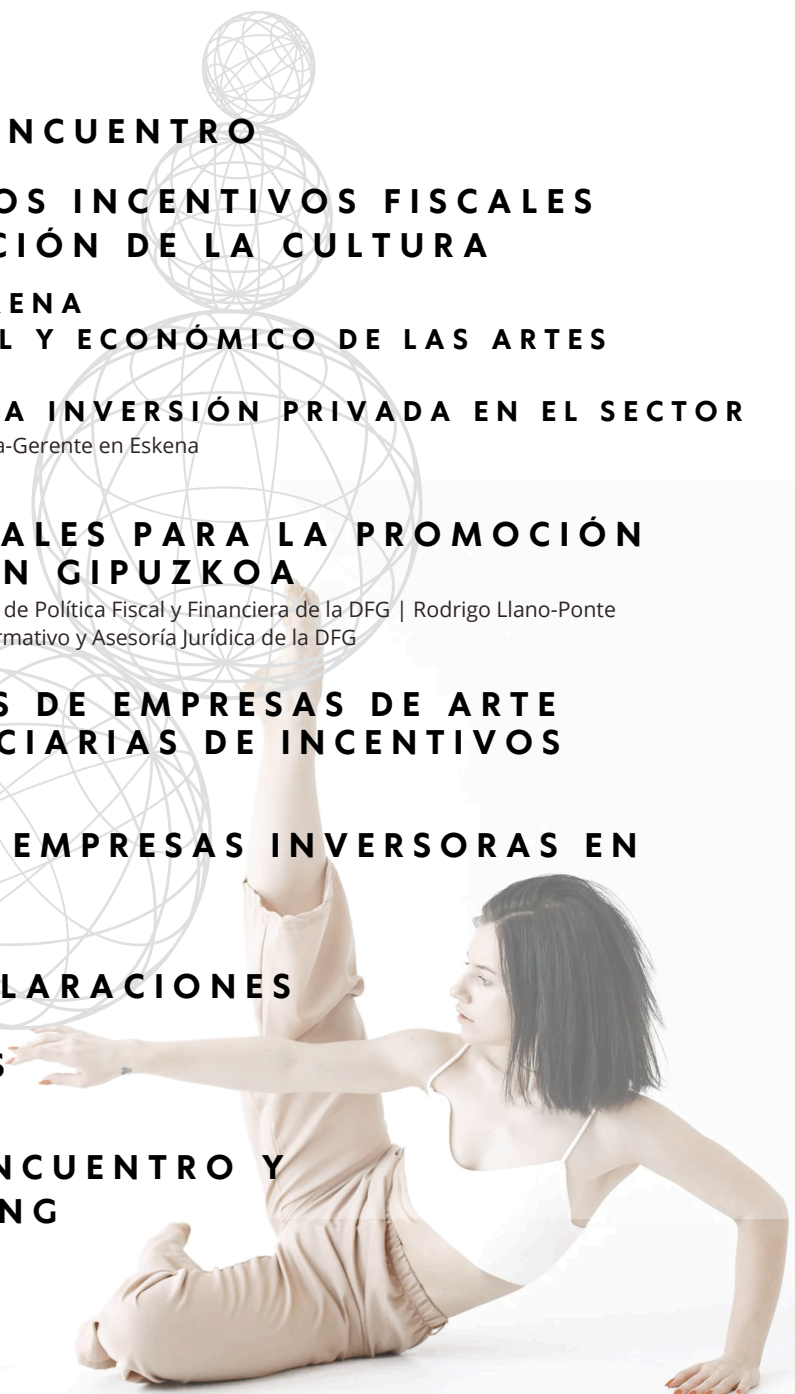 NCUENTRO
OS INCENTIVOS FISCALES
CIÓN DE LA CULTURA
ENA
L Y ECONÓMICO DE LAS ARTES
A INVERSIÓN PRIVADA EN EL SECTOR
a-Gerente en Eskena
ALES PARA LA PROMOCIÓN
N GIPUZKOA
de Política Fiscal y Financiera de la DFG | Rodrigo Llano-Ponte
rmativo y Asesoría Jurídica de la DFG
S DE EMPRESAS DE ARTE
CIARIAS DE INCENTIVOS
EMPRESAS INVERSORAS EN
LARACIONES
S
NCUENTRO Y
NG